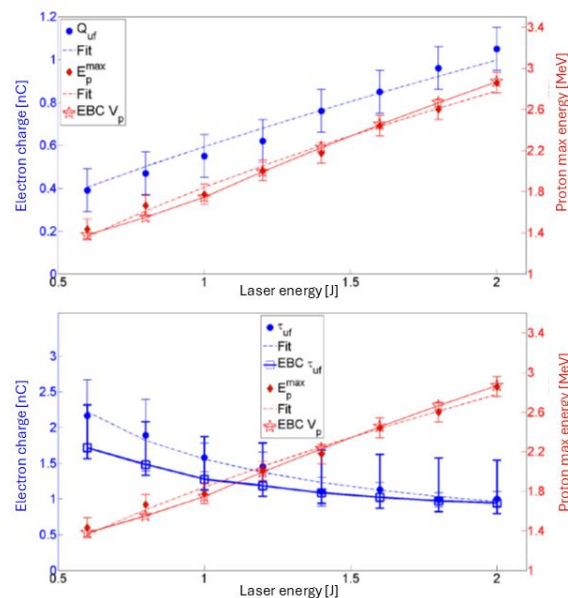 1.2
1
0.8
0.6
0.4
0.2
0
Electron charge [nC]
Q_uf
Fit
E_p^max
Fit
EBC V_p
3.4
3
2.6
2.2
1.8
1.4
1
Proton max energy [MeV]
0.5 1 1.5 2
Laser energy [J]
3
2.5
2
1.5
1
0.5
0
Electron charge [nC]
τ_uf
Fit
EBC τ_uf
E_p^max
Fit
EBC V_p
3.4
3
2.6
2.2
1.8
1.4
1
Proton max energy [MeV]
0.5 1 1.5 2
Laser energy [J]